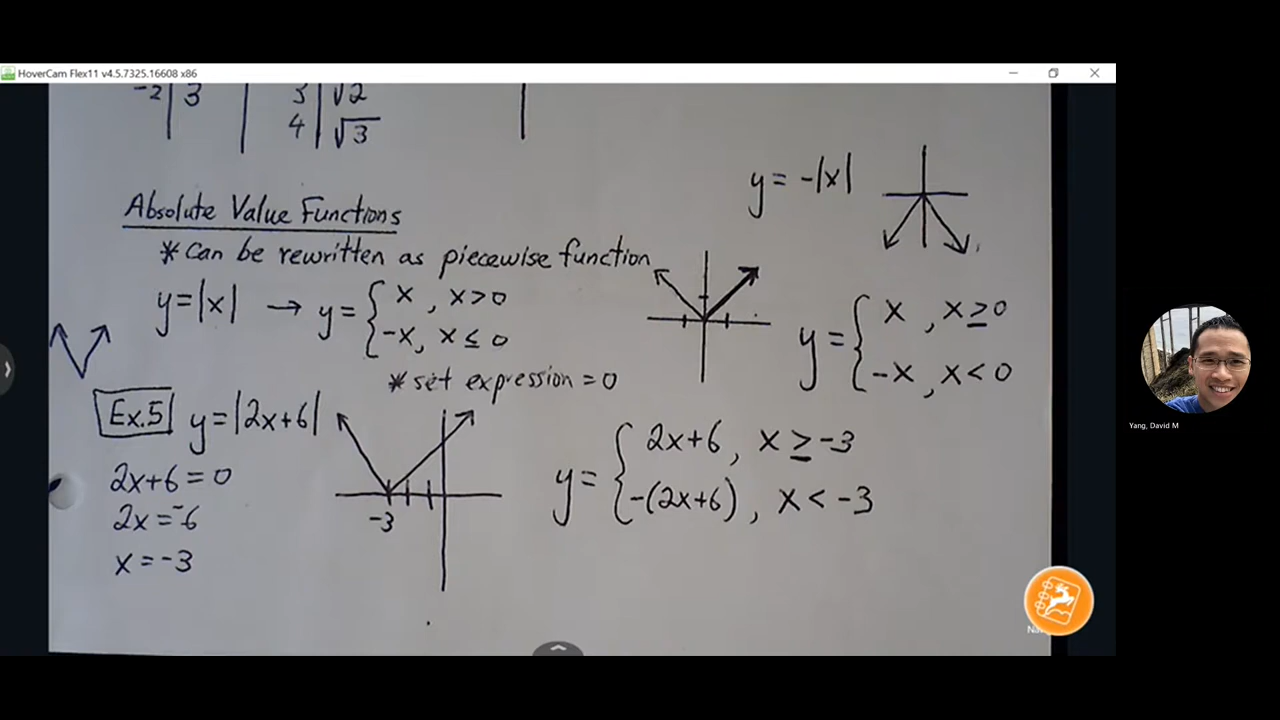 HoverCam Flex11 v4.5.7325.16608 x86
-2 | 3
3 | √2
4 | √3
y = -|x|
Absolute Value Functions
* can be rewritten as piecewise function
y = |x| → y = { x , x > 0
-x, x ≤ 0
y = { x , x ≥ 0
-x , x < 0
* set expression = 0
Ex.5 y = |2x+6|
2x+6 = 0
2x = -6
x = -3
-3
y = { 2x+6 , x ≥ -3
-(2x+6) , x < -3
Yang, David M